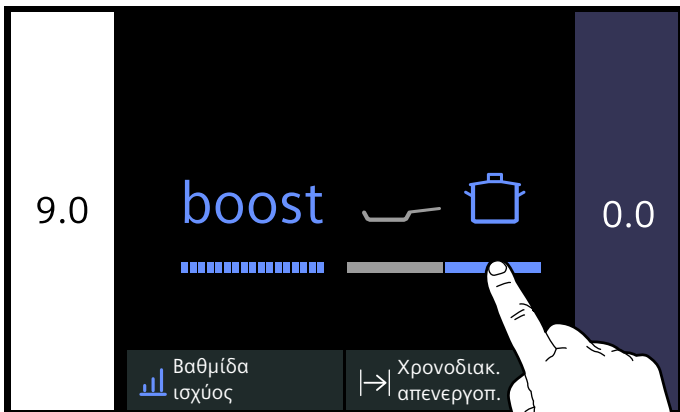 9.0
boost
0.0
Βαθμίδα
ισχύος
Χρονοδιακ.
απενεργοπ.